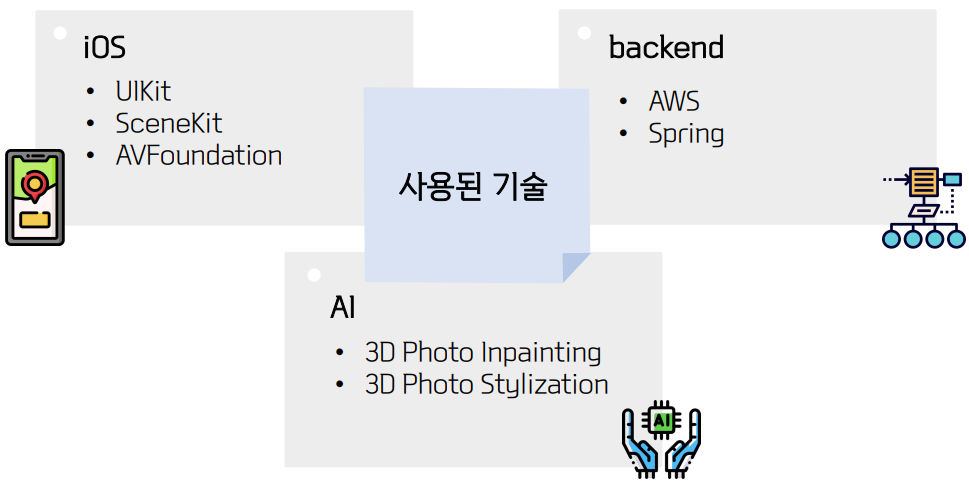 iOS
• UIKit
• SceneKit
• AVFoundation
backend
• AWS
• Spring
사용된 기술
AI
• 3D Photo Inpainting
• 3D Photo Stylization
AI